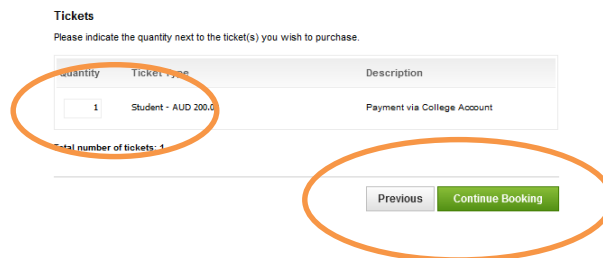 Tickets
Please indicate the quantity next to the ticket(s) you wish to purchase.
Quantity Ticket Type Description
1 Student - AUD 200.0 Payment via College Account
Total number of tickets: 1
Previous Continue Booking